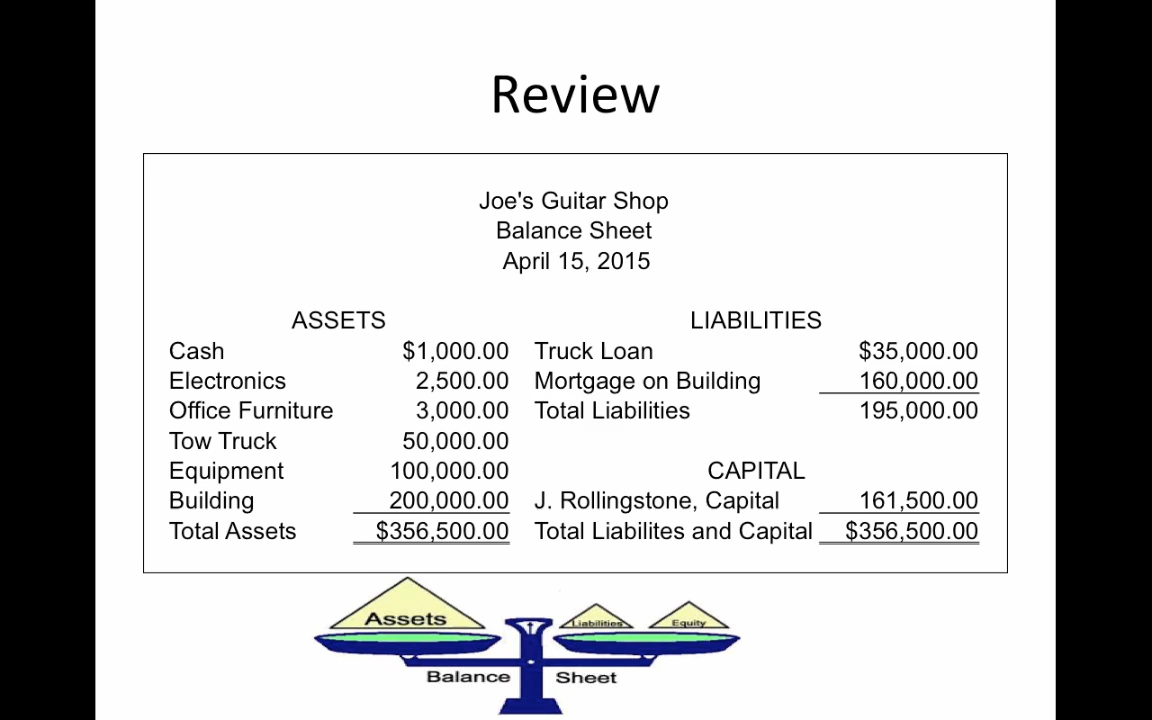 Review
Joe's Guitar Shop
Balance Sheet
April 15, 2015
ASSETS LIABILITIES
Cash $1,000.00 Truck Loan $35,000.00
Electronics 2,500.00 Mortgage on Building 160,000.00
Office Furniture 3,000.00 Total Liabilities 195,000.00
Tow Truck 50,000.00
Equipment 100,000.00 CAPITAL
Building 200,000.00 J. Rollingstone, Capital 161,500.00
Total Assets $356,500.00 Total Liabilites and Capital $356,500.00
Assets Liabilities Equity
Balance Sheet